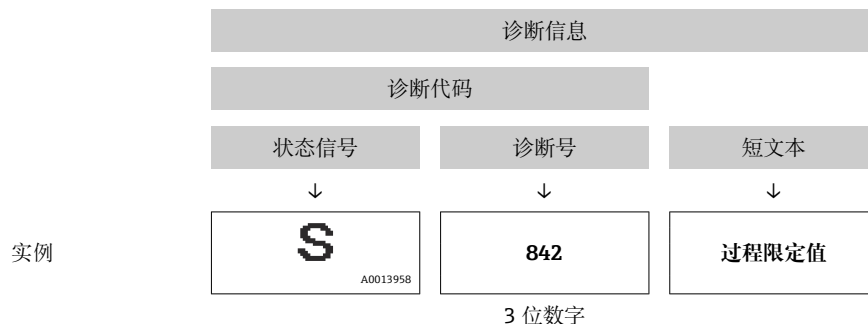 诊断信息
诊断代码
状态信号 诊断号 短文本
↓ ↓ ↓
实例 S 842 过程限定值
A0013958
3 位数字